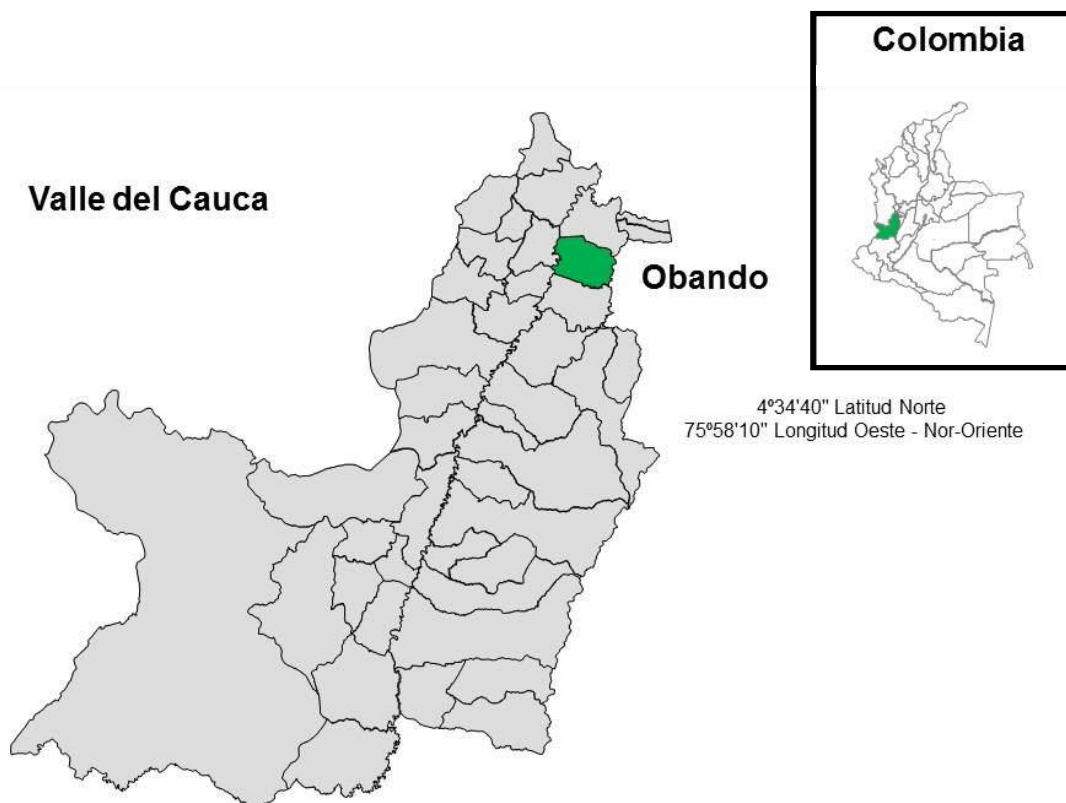 Colombia
Valle del Cauca
Obando
4º34'40" Latitud Norte
75º58'10" Longitud Oeste - Nor-Oriente